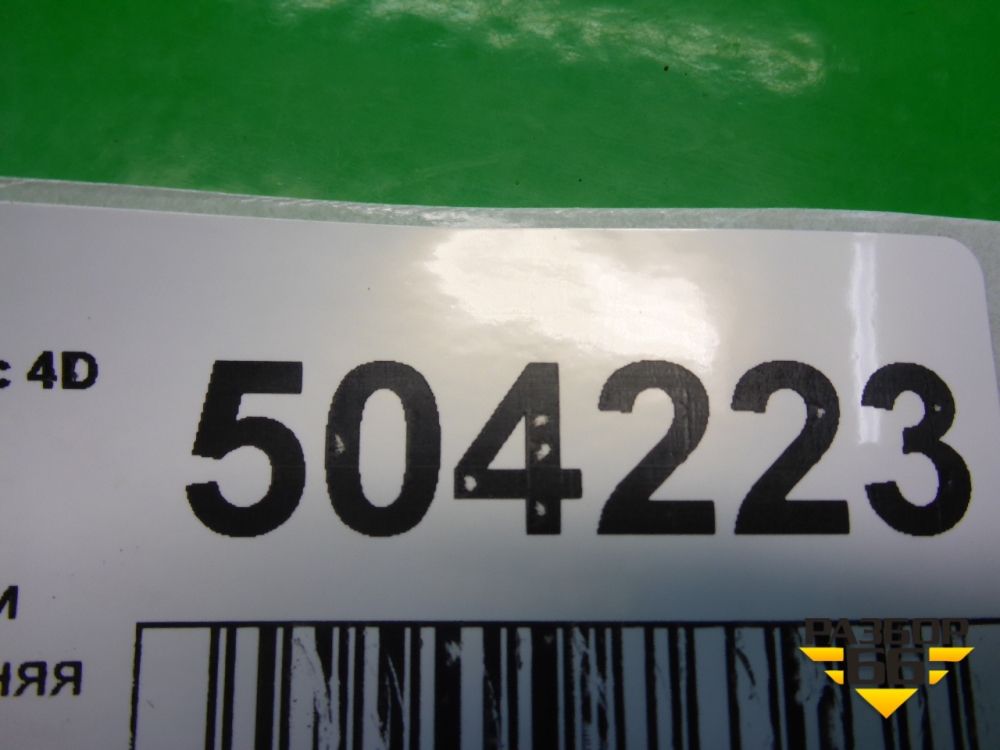 с 4D
504223
и
няя
РАЗБОР
66